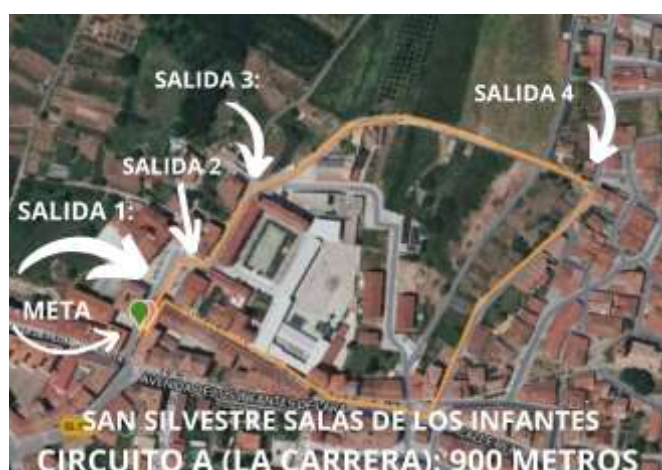 SALIDA 3:
SALIDA 4
SALIDA 2
SALIDA 1:
META
SAN SILVESTRE SALAS DE LOS INFANTES
CIRCUITO A (LA CARRERA): 900 METROS